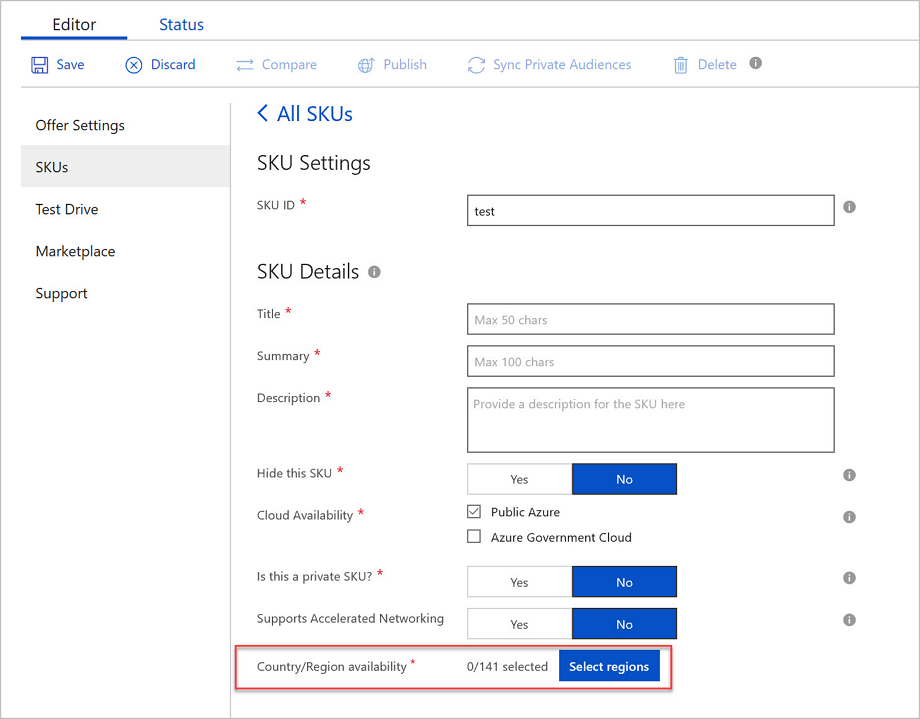 Editor Status
Save Discard Compare Publish Sync Private Audiences Delete
Offer Settings
SKUs
Test Drive
Marketplace
Support
All SKUs
SKU Settings
SKU ID * test
SKU Details
Title * Max 50 chars
Summary * Max 100 chars
Description * Provide a description for the SKU here
Hide this SKU * Yes No
Cloud Availability * Public Azure
Azure Government Cloud
Is this a private SKU? * Yes No
Supports Accelerated Networking Yes No
Country/Region availability * 0/141 selected Select regions